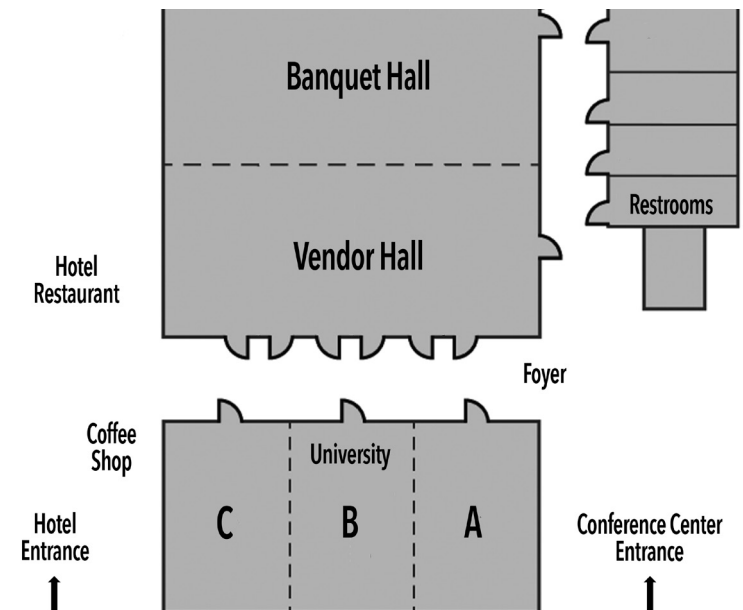 Banquet Hall
Restrooms
Vendor Hall
Hotel
Restaurant
Foyer
Coffee
Shop
University
C
B
A
Hotel
Entrance
Conference Center
Entrance